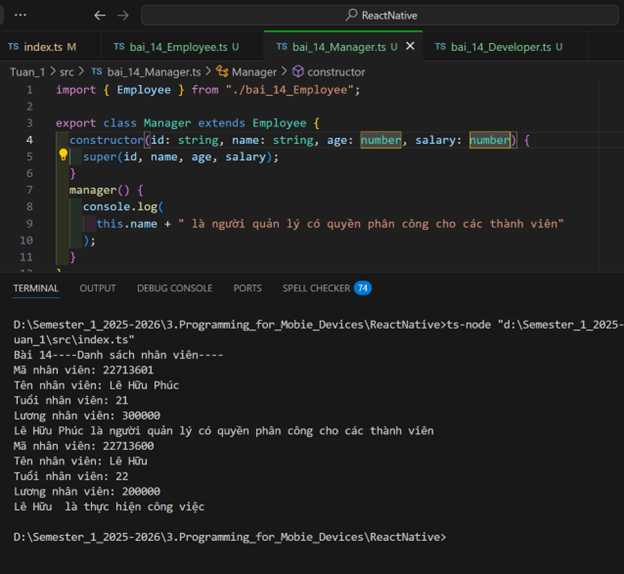 ··· ReactNative
TS index.ts M TS bai_14_Employee.ts U TS bai_14_Manager.ts U TS bai_14_Developer.ts U
Tuan_1 > src > TS bai_14_Manager.ts > Manager > constructor
1 import { Employee } from "./bai_14_Employee";
2
3 export class Manager extends Employee {
4 constructor(id: string, name: string, age: number, salary: number) {
5 super(id, name, age, salary);
6 }
7 manager() {
8 console.log(
9 this.name + " là người quản lý có quyền phân công cho các thành viên"
10 );
11 }
TERMINAL OUTPUT DEBUG CONSOLE PORTS SPELL CHECKER 74
D:\Semester_1_2025-2026\3.Programming_for_Mobie_Devices\ReactNative>ts-node "d:\Semester_1_2025-
uan_1\src\index.ts"
Bài 14----Danh sách nhân viên----
Mã nhân viên: 22713601
Tên nhân viên: Lê Hữu Phúc
Tuổi nhân viên: 21
Lương nhân viên: 300000
Lê Hữu Phúc là người quản lý có quyền phân công cho các thành viên
Mã nhân viên: 22713600
Tên nhân viên: Lê Hữu
Tuổi nhân viên: 22
Lương nhân viên: 200000
Lê Hữu  là thực hiện công việc
D:\Semester_1_2025-2026\3.Programming_for_Mobie_Devices\ReactNative>